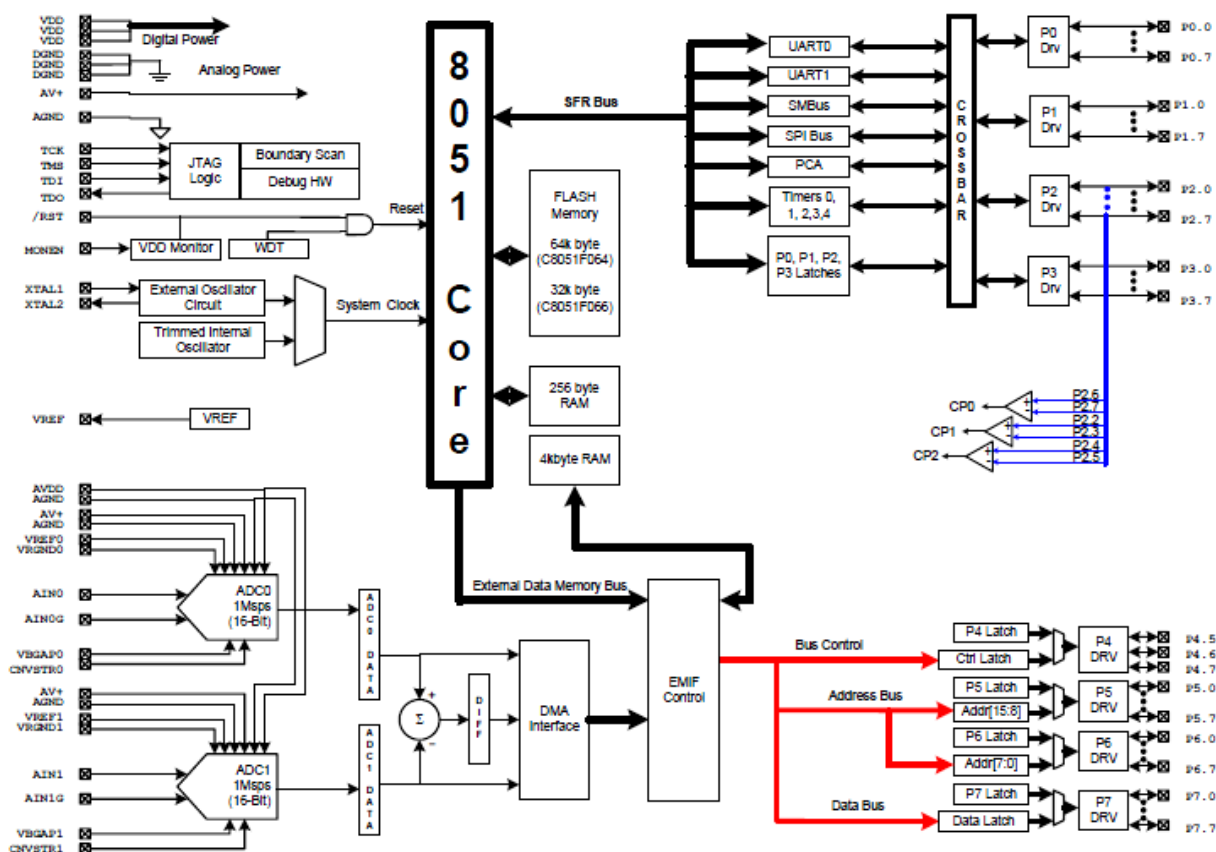 VDD
VDD
VDD
Digital Power
DGND
DGND
DGND
Analog Power
AV+
AGND
TCK
TMS
TDI
TDO
JTAG
Logic
Boundary Scan
Debug HW
/RST
Reset
MONEN
VDD Monitor
WDT
XTAL1
XTAL2
External Oscillator
Circuit
System Clock
Trimmed Internal
Oscillator
VREF
VREF
8051 Core
SFR Bus
FLASH
Memory
64k byte
(C8051F064)
32k byte
(C8051F066)
256 byte
RAM
4kbyte RAM
UART0
UART1
SMBus
SPI Bus
PCA
Timers 0,
1, 2,3,4
P0, P1, P2,
P3 Latches
CROSSBAR
P0
Drv
P0.0
P0.7
P1
Drv
P1.0
P1.7
P2
Drv
P2.0
P2.7
P3
Drv
P3.0
P3.7
CP0
+
-
P2.6
P2.7
CP1
+
-
P2.2
P2.3
CP2
+
-
P2.4
P2.5
AVDD
AGND
AV+
AGND
VREF0
VRGND0
AIN0
AIN0G
VBGAP0
CNVSTR0
ADC0
1Msps
(16-Bit)
AV+
AGND
VREF1
VRGND1
AIN1
AIN1G
VBGAP1
CNVSTR1
ADC1
1Msps
(16-Bit)
ADC0 DATA
ADC1 DATA
+
Σ
−
DIFF
DMA
Interface
External Data Memory Bus
EMIF
Control
Bus Control
Address Bus
Data Bus
P4 Latch
Ctrl Latch
P4
DRV
P4.5
P4.6
P4.7
P5 Latch
Addr[15:8]
P5
DRV
P5.0
P5.7
P6 Latch
Addr[7:0]
P6
DRV
P6.0
P6.7
P7 Latch
Data Latch
P7
DRV
P7.0
P7.7